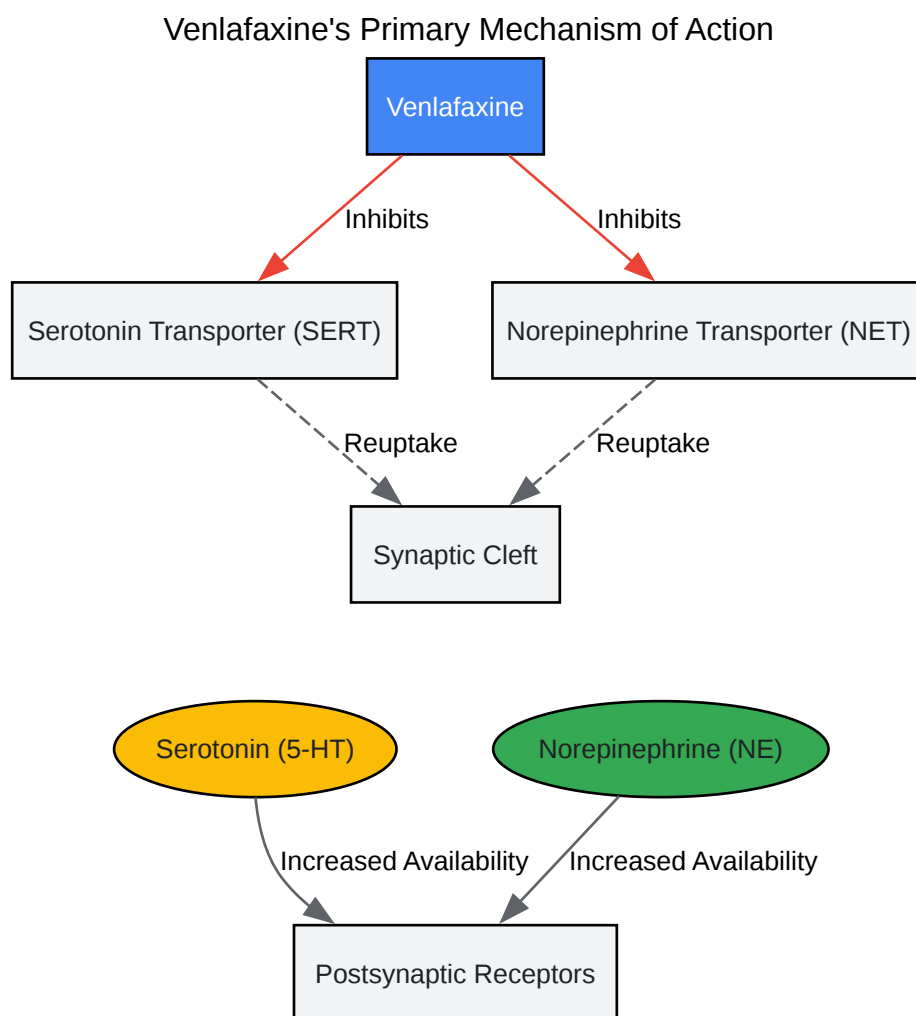 Venlafaxine's Primary Mechanism of Action
Venlafaxine
Inhibits
Inhibits
Serotonin Transporter (SERT)
Norepinephrine Transporter (NET)
Reuptake
Reuptake
Synaptic Cleft
Serotonin (5-HT)
Norepinephrine (NE)
Increased Availability
Increased Availability
Postsynaptic Receptors